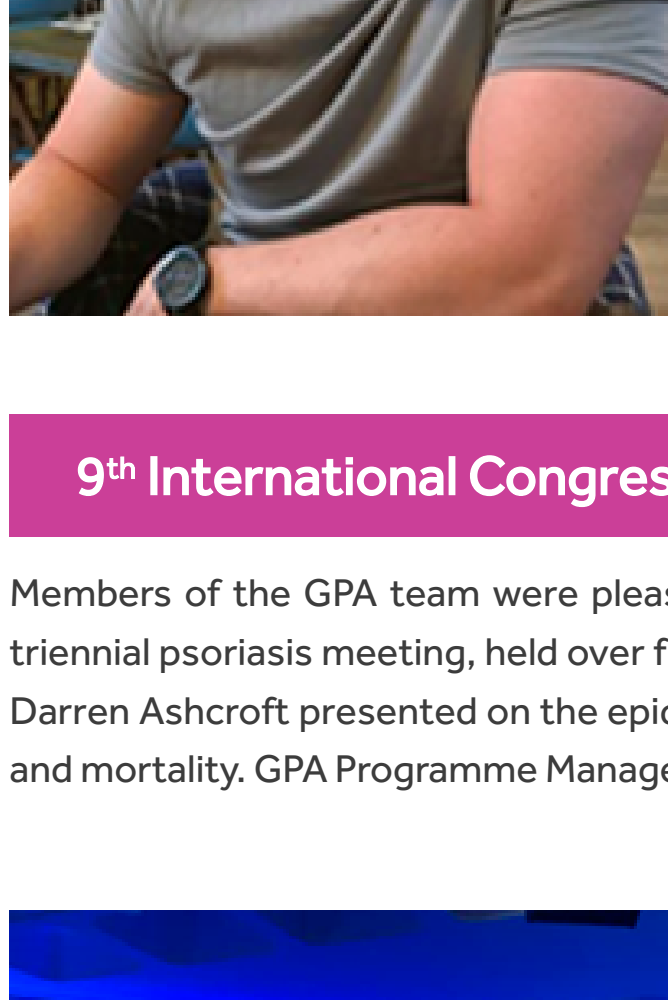 9th International Congres
Members of the GPA team were pleas
triennial psoriasis meeting, held over f
Darren Ashcroft presented on the epid
and mortality. GPA Programme Manage